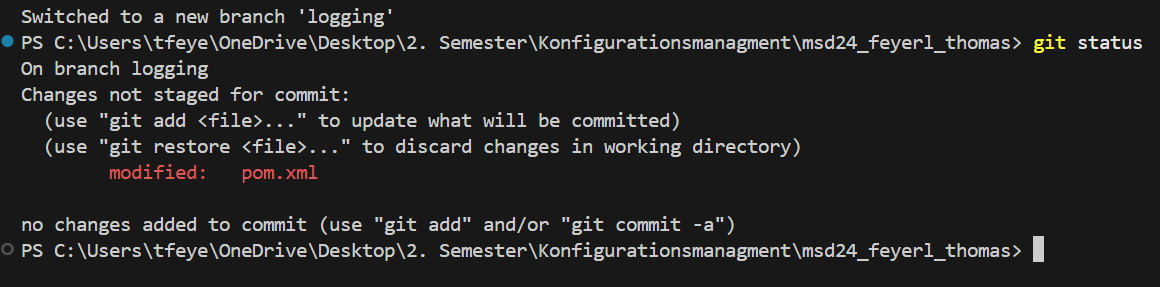 Switched to a new branch 'logging'
PS C:\Users\tfeye\OneDrive\Desktop\2. Semester\Konfigurationsmanagment\msd24_feyerl_thomas> git status
On branch logging
Changes not staged for commit:
  (use "git add <file>..." to update what will be committed)
  (use "git restore <file>..." to discard changes in working directory)
        modified:   pom.xml

no changes added to commit (use "git add" and/or "git commit -a")
PS C:\Users\tfeye\OneDrive\Desktop\2. Semester\Konfigurationsmanagment\msd24_feyerl_thomas>